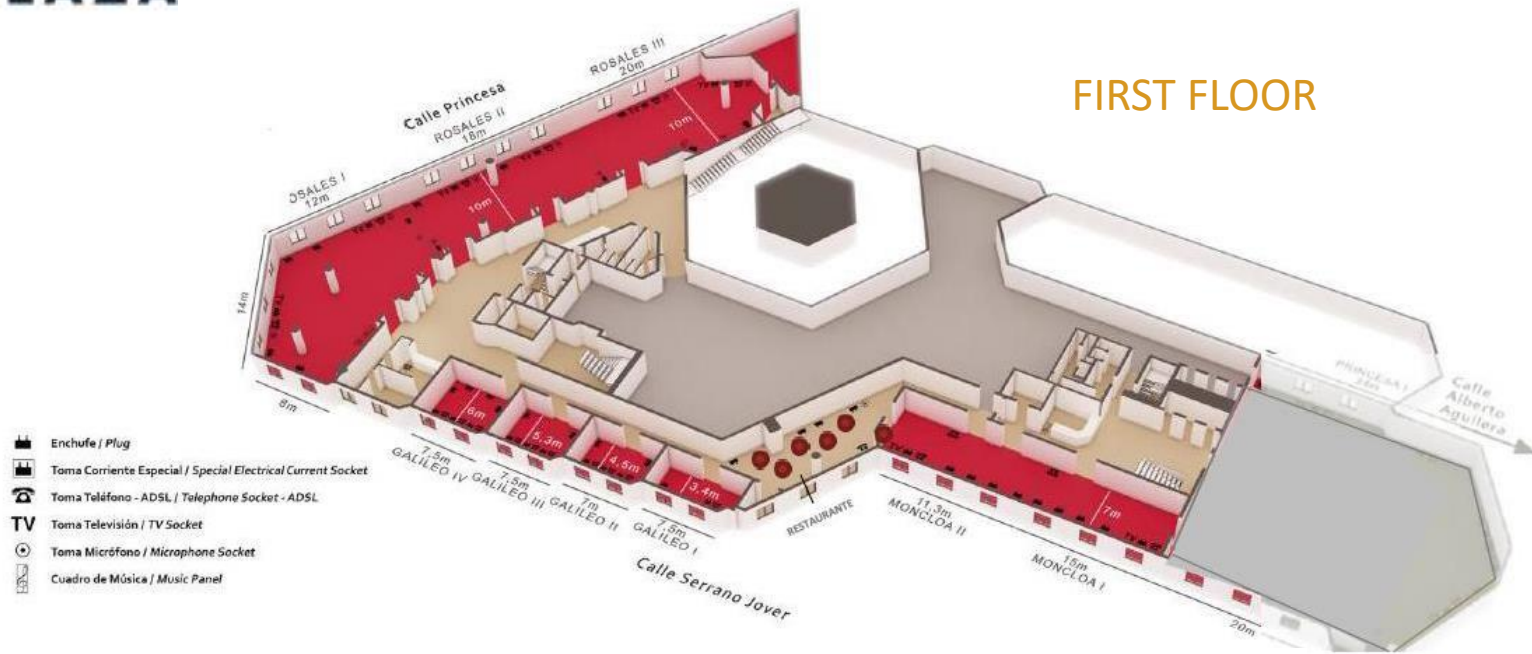 FIRST FLOOR
ROSALES III
20m
Calle Princesa
ROSALES II
18m
OSALES I
12m
10m
10m
14m
8m
6m
5,3m
4,5m
3,4m
7,5m
GALILEO IV
7,5m
GALILEO III
7m
GALILEO II
7,5m
GALILEO I
RESTAURANTE
Calle Serrano Jover
11,3m
MONCLOA II
7m
15m
MONCLOA I
20m
PRINCESA I
Calle
Alberto
Aguilera
Enchufe / Plug
Toma Corriente Especial / Special Electrical Current Socket
Toma Teléfono - ADSL / Telephone Socket - ADSL
TV Toma Televisión / TV Socket
Toma Micrófono / Microphone Socket
Cuadro de Música / Music Panel